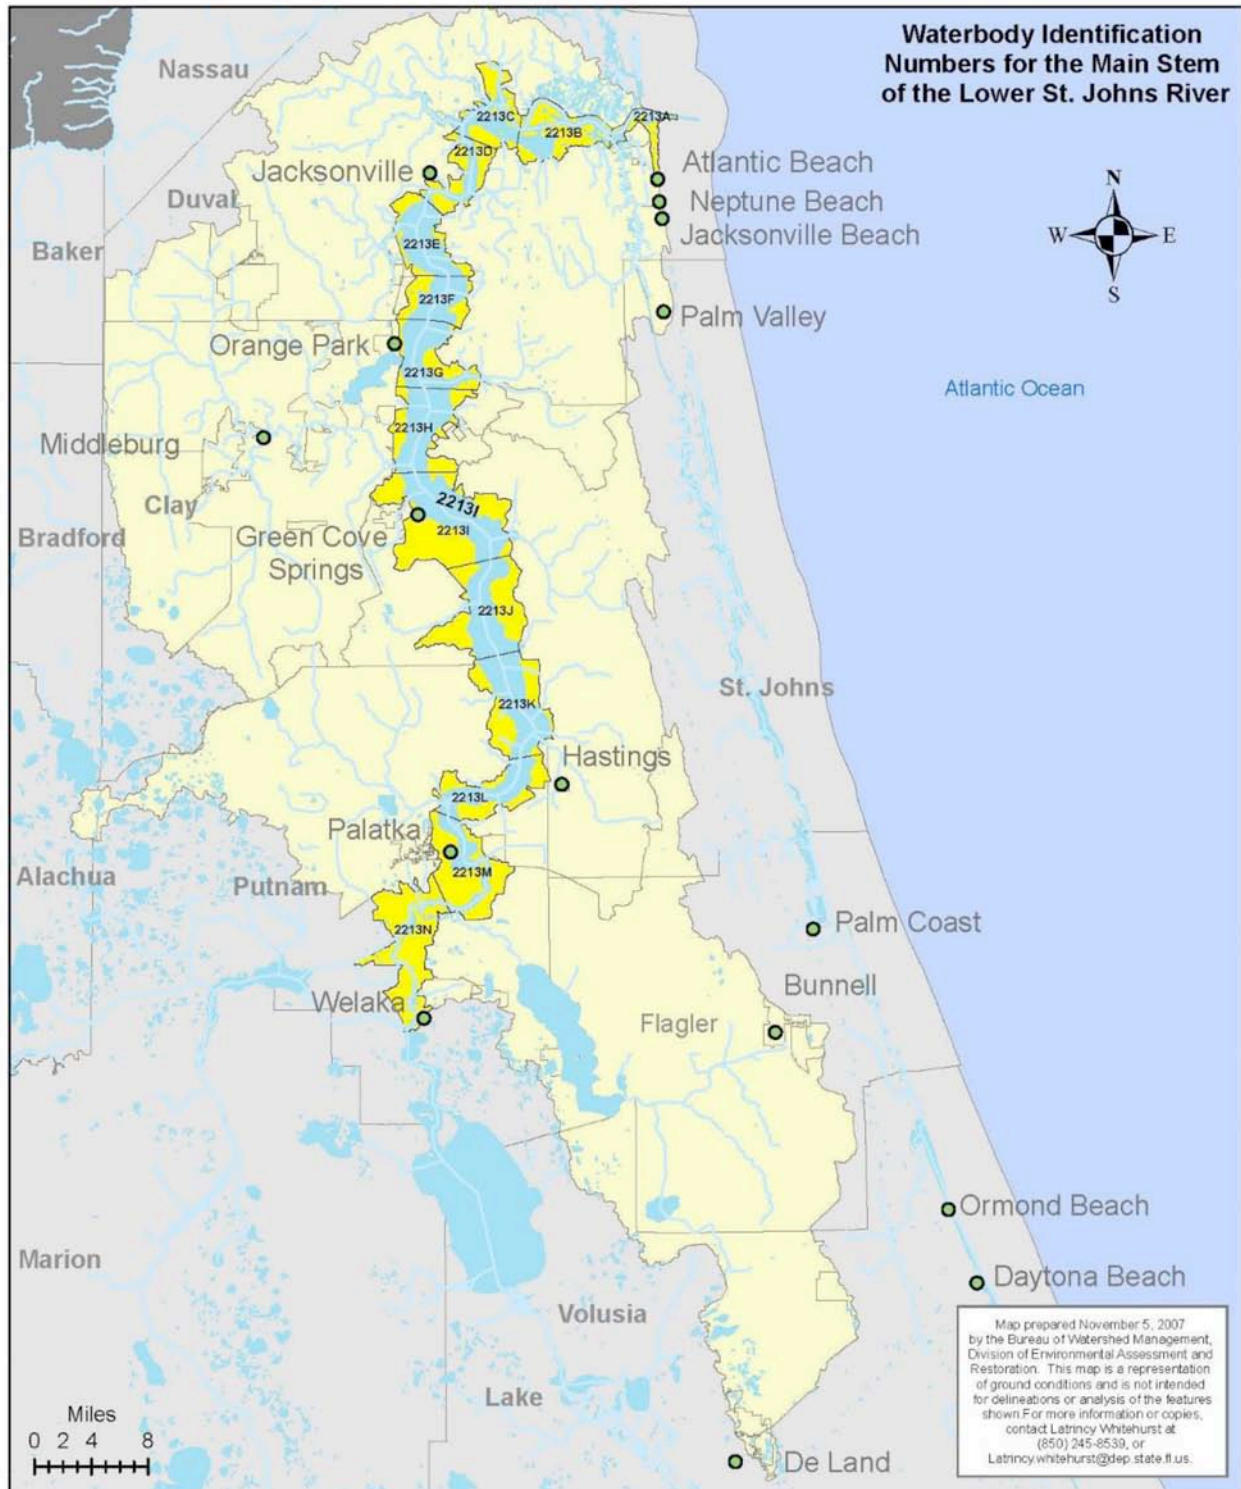 Waterbody Identification
Numbers for the Main Stem
of the Lower St. Johns River
Nassau
2213C
2213A
2213B
2213D
Jacksonville
Atlantic Beach
N
Duval
Neptune Beach
Jacksonville Beach
W
E
Baker
2213E
S
2213F
Palm Valley
Orange Park
2213G
Atlantic Ocean
2213H
Middleburg
Clay
2213I
Bradford
Green Cove
Springs
2213I
2213J
St. Johns
2213K
Hastings
2213L
Palatka
Alachua
Putnam
2213M
2213N
Palm Coast
Welaka
Bunnell
Flagler
Ormond Beach
Marion
Daytona Beach
Volusia
Map prepared November 5, 2007
by the Bureau of Watershed Management,
Division of Environmental Assessment and
Restoration. This map is a representation
of ground conditions and is not intended
for delineations or analysis of the features
shown.For more information or copies,
contact Latrincy Whitehurst at
(850) 245-8539, or
Latrincy.whitehurst@dep.state.fl.us.
Lake
Miles
0 2 4 8
De Land